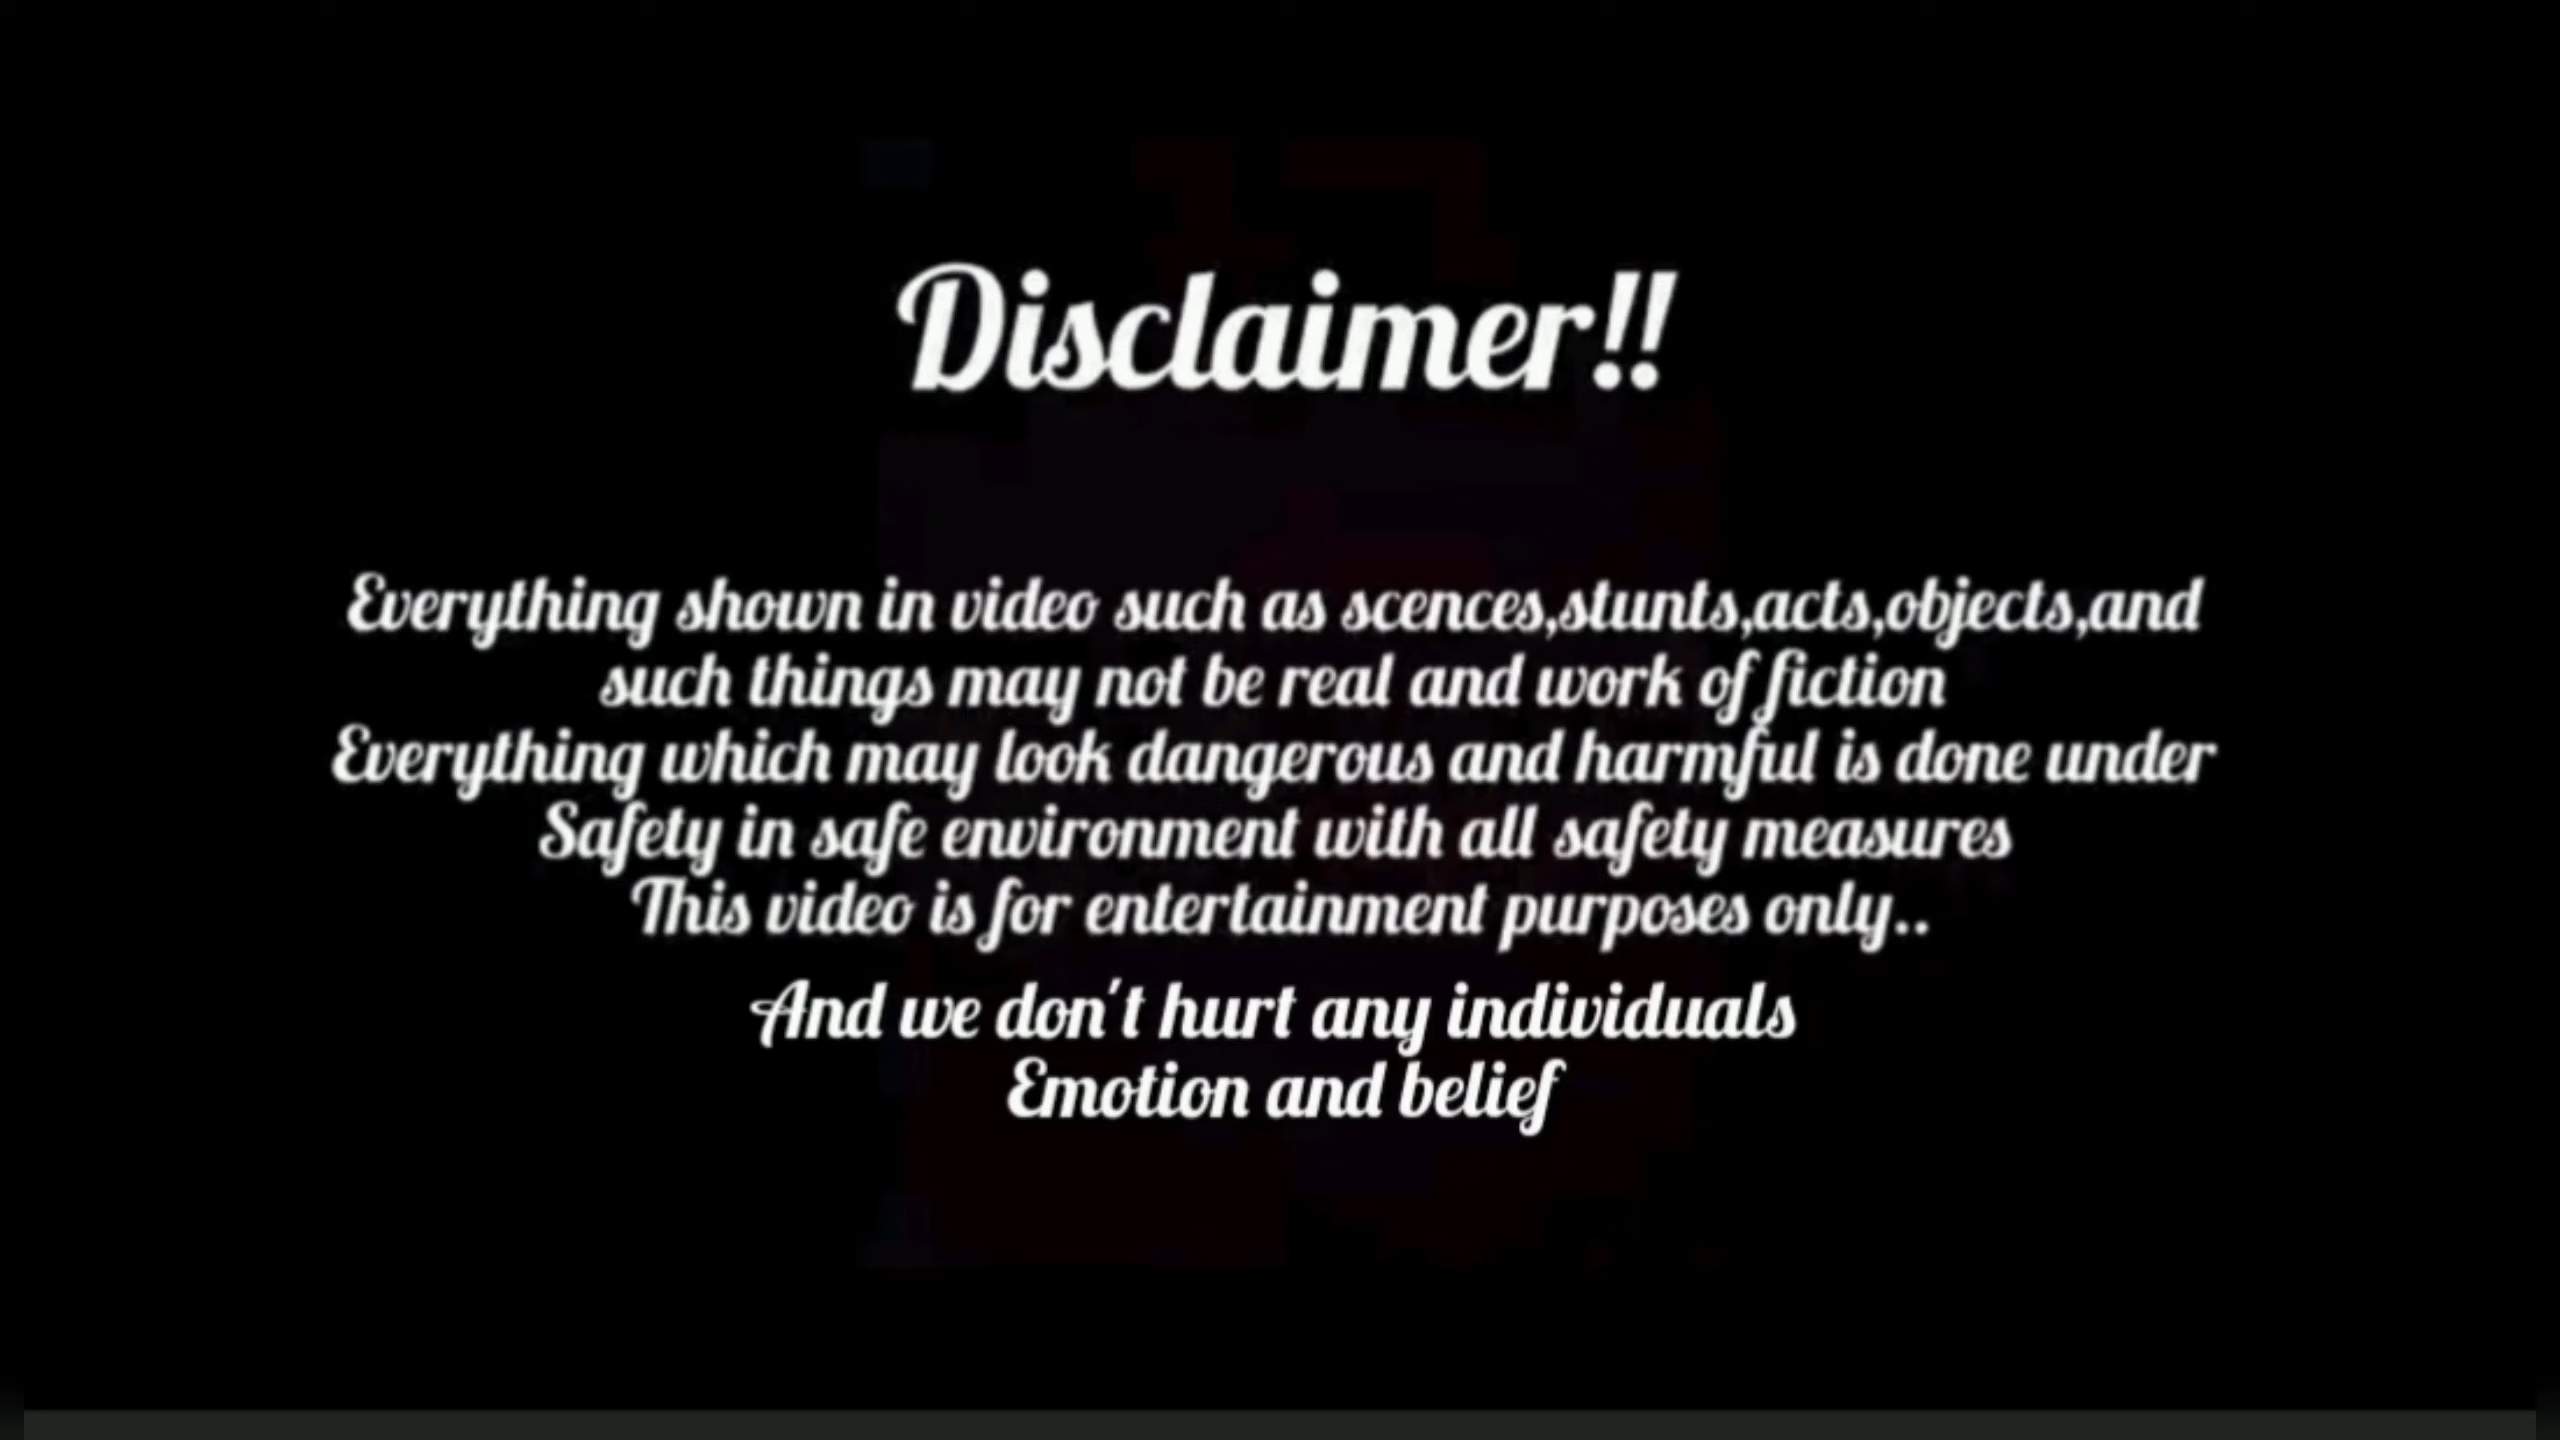 Disclaimer!!
Everything shown in video such as scences,stunts,acts,objects,and
such things may not be real and work of fiction
Everything which may look dangerous and harmful is done under
Safety in safe environment with all safety measures
This video is for entertainment purposes only..
And we don't hurt any individuals
Emotion and belief